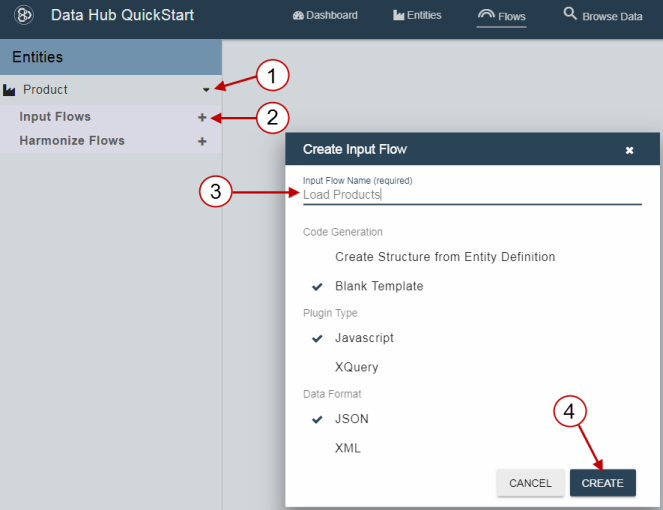 Data Hub QuickStart Dashboard Entities Flows Browse Data
Entities
Product
1
Input Flows +
2
Harmonize Flows +
Create Input Flow ×
3
Input Flow Name (required)
Load Products
Code Generation
Create Structure from Entity Definition
✔ Blank Template
Plugin Type
✔ Javascript
XQuery
Data Format
✔ JSON
4
XML
CANCEL CREATE